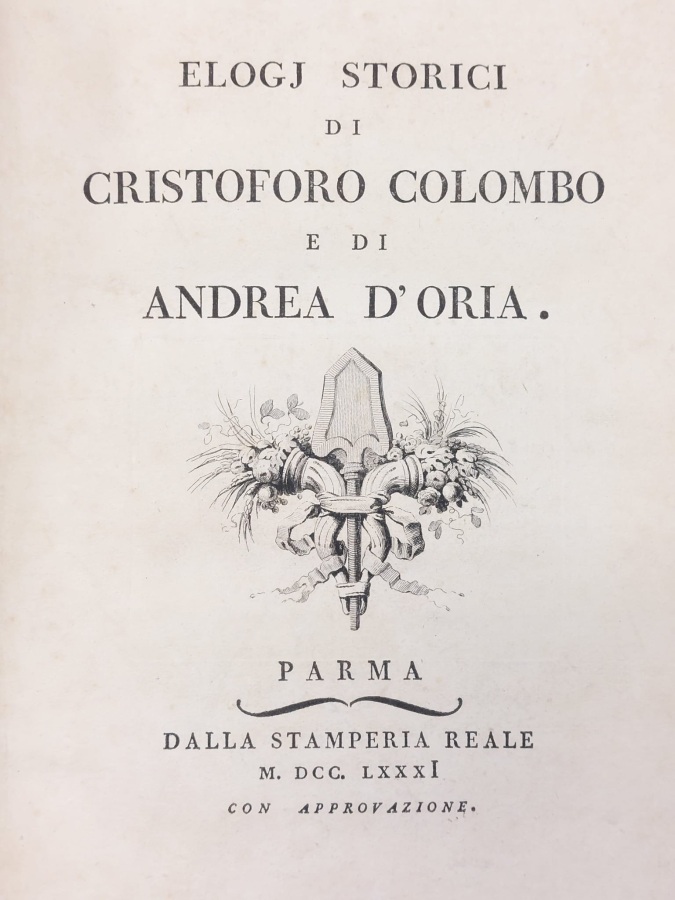 ELOGJ STORICI
DI
CRISTOFORO COLOMBO
E DI
ANDREA D'ORIA.
PARMA
DALLA STAMPERIA REALE
M. DCC. LXXXI
CON APPROVAZIONE.